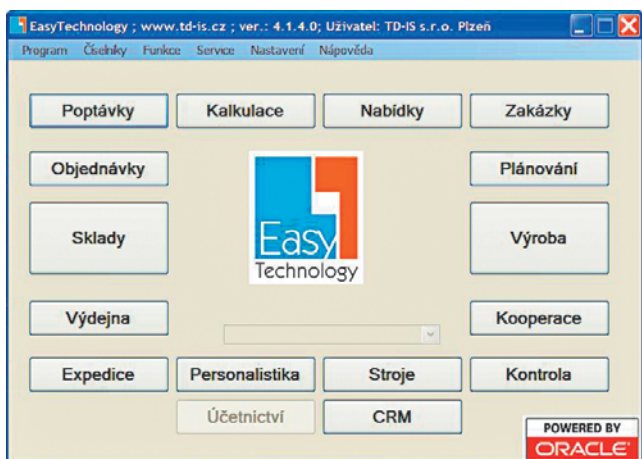 EasyTechnology ; www.td-is.cz ; ver.: 4.1.4.0; Uživatel: TD-IS s.r.o. Plzeň
Program Číselníky Funkce Service Nastavení Nápověda
Poptávky Kalkulace Nabídky Zakázky
Objednávky Plánování
Sklady Výroba
Easy
Technology
Výdejna Kooperace
Expedice Personalistika Stroje Kontrola
Účetnictví CRM
POWERED BY
ORACLE